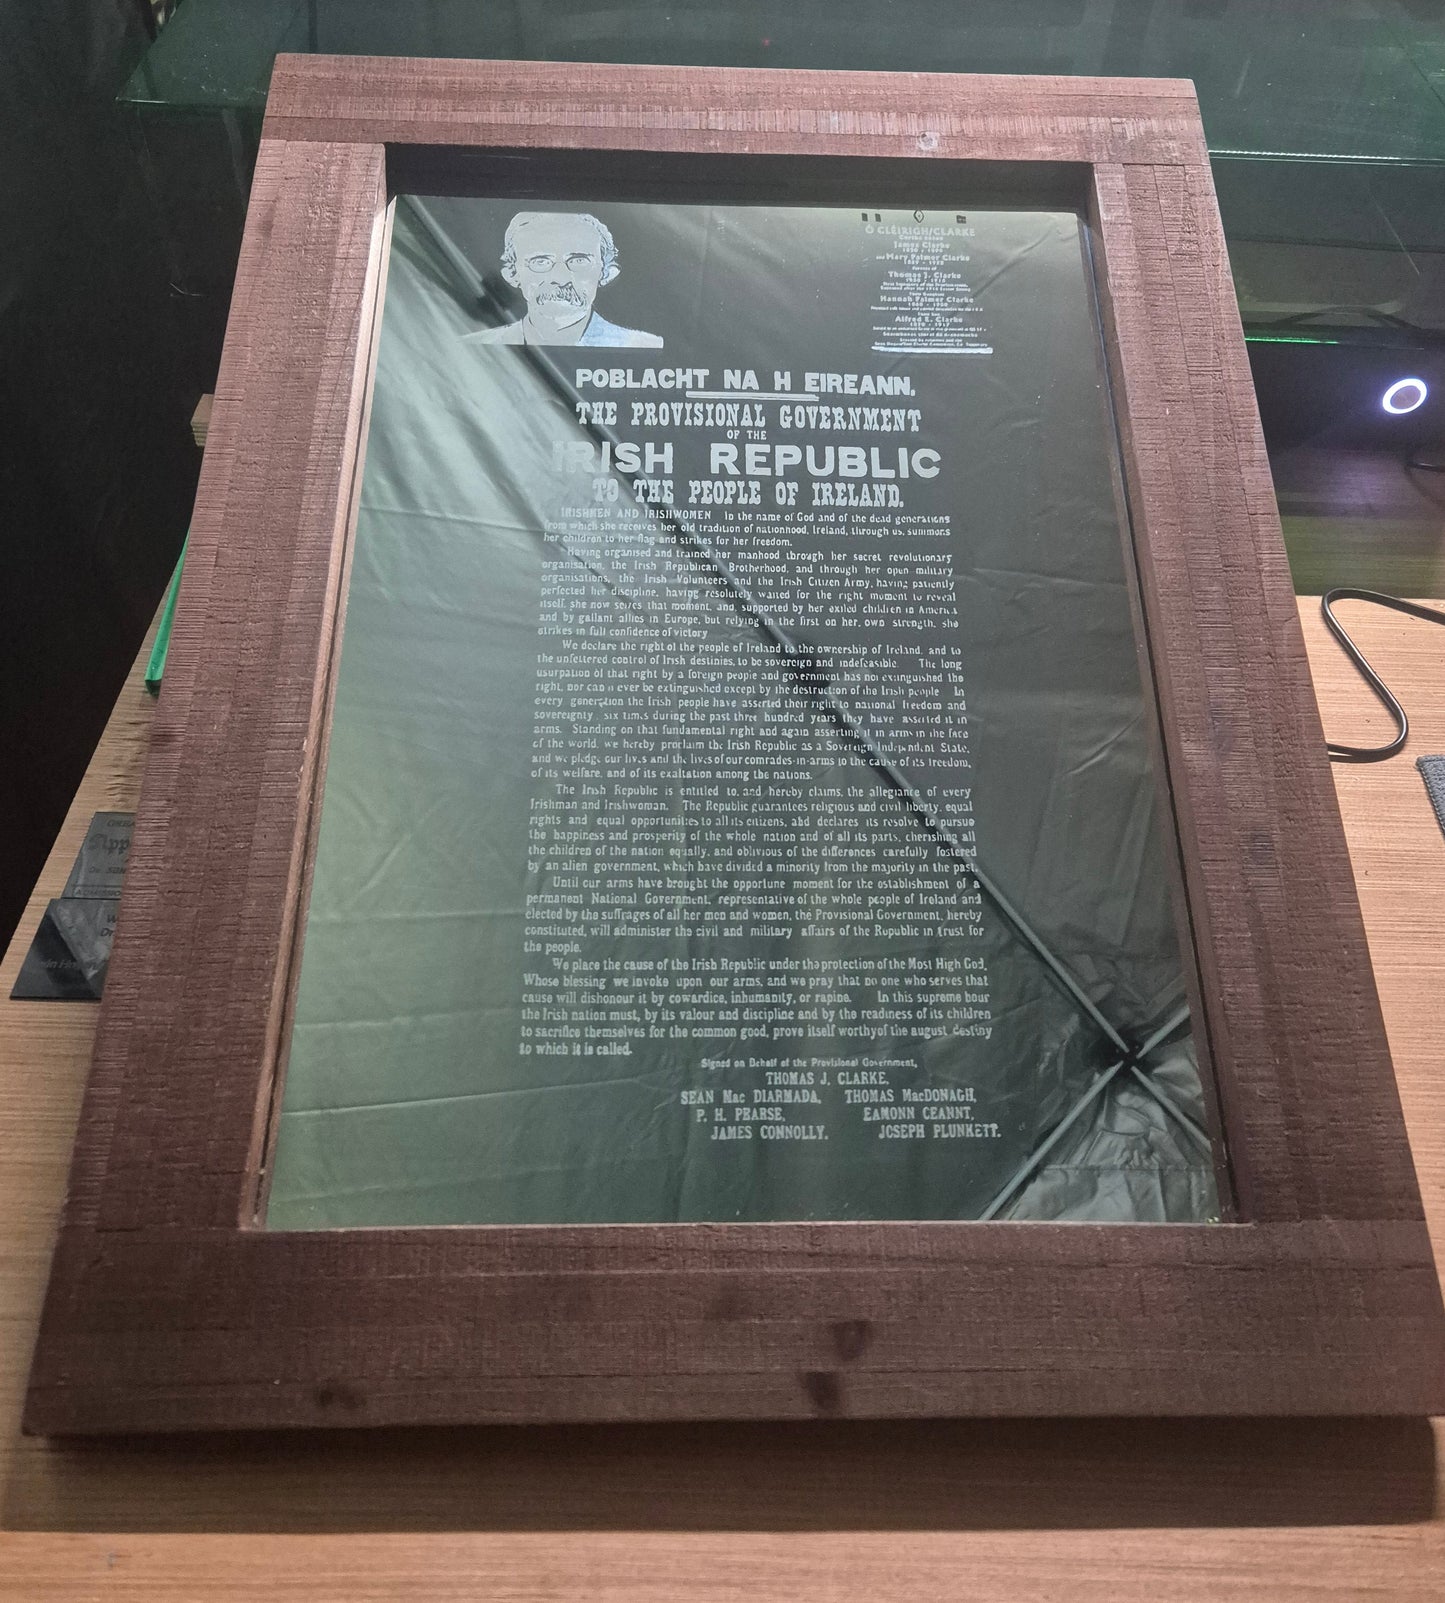 Ó CLÉIRIGH/CLARKE
James Clarke
and Mary Palmer Clarke
Thomas J. Clarke
Hannah Palmer Clarke
Alfred E. Clarke
POBLACHT NA H EIREANN.
THE PROVISIONAL GOVERNMENT
OF THE
IRISH REPUBLIC
TO THE PEOPLE OF IRELAND.
IRISHMEN AND IRISHWOMEN In the name of God and of the dead generations
from which she receives her old tradition of nationhood, Ireland, through us, summons
her children to her flag and strikes for her freedom.
Having organised and trained her manhood through her secret revolutionary
organisation, the Irish Republican Brotherhood, and through her open military
organisations, the Irish Volunteers and the Irish Citizen Army, having patiently
perfected her discipline, having resolutely waited for the right moment to reveal
itself, she now seizes that moment, and, supported by her exiled children in America
and by gallant allies in Europe, but relying in the first on her own strength, she
strikes in full confidence of victory
We declare the right of the people of Ireland to the ownership of Ireland, and to
the unfettered control of Irish destinies, to be sovereign and indefeasible. The long
usurpation of that right by a foreign people and government has not extinguished the
right, nor can it ever be extinguished except by the destruction of the Irish people In
every generation the Irish people have asserted their right to national freedom and
sovereignty, six times during the past three hundred years they have asserted it in
arms. Standing on that fundamental right and again asserting it in arms in the face
of the world, we hereby proclaim the Irish Republic as a Sovereign Independent State,
and we pledge our lives and the lives of our comrades-in-arms to the cause of its freedom,
of its welfare, and of its exaltation among the nations.
The Irish Republic is entitled to, and hereby claims, the allegiance of every
Irishman and Irishwoman. The Republic guarantees religious and civil liberty, equal
rights and equal opportunities to all its citizens, and declares its resolve to pursue
the happiness and prosperity of the whole nation and of all its parts, cherishing all
the children of the nation equally, and oblivious of the differences carefully fostered
by an alien government, which have divided a minority from the majority in the past.
Until our arms have brought the opportune moment for the establishment of a
permanent National Government, representative of the whole people of Ireland and
elected by the suffrages of all her men and women, the Provisional Government, hereby
constituted, will administer the civil and military affairs of the Republic in trust for
the people.
We place the cause of the Irish Republic under the protection of the Most High God,
Whose blessing we invoke upon our arms, and we pray that no one who serves that
cause will dishonour it by cowardice, inhumanity, or rapine. In this supreme hour
the Irish nation must, by its valour and discipline and by the readiness of its children
to sacrifice themselves for the common good, prove itself worthy of the august destiny
to which it is called.
Signed on Behalf of the Provisional Government,
THOMAS J. CLARKE.
SEAN Mac DIARMADA, THOMAS MacDONAGH,
P. H. PEARSE, EAMONN CEANNT,
JAMES CONNOLLY. JOSEPH PLUNKETT.